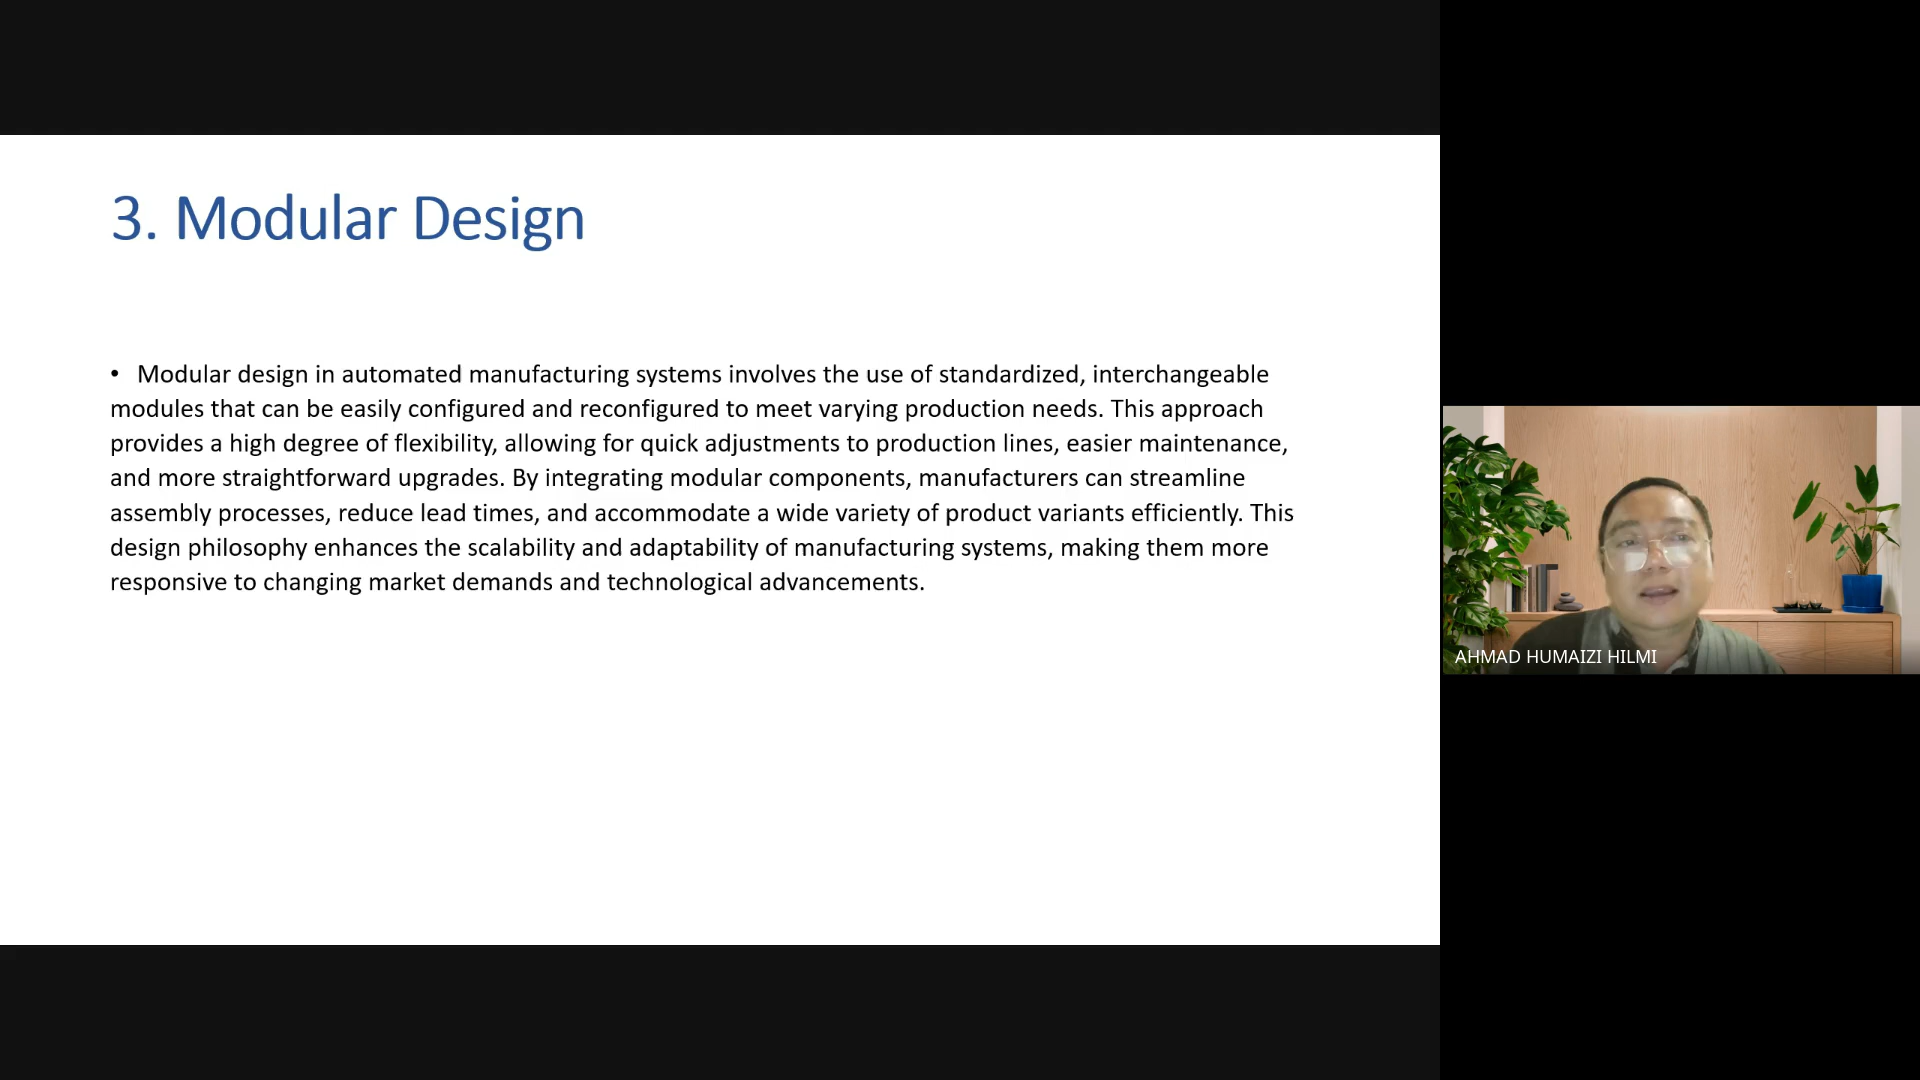 3. Modular Design
• Modular design in automated manufacturing systems involves the use of standardized, interchangeable
modules that can be easily configured and reconfigured to meet varying production needs. This approach
provides a high degree of flexibility, allowing for quick adjustments to production lines, easier maintenance,
and more straightforward upgrades. By integrating modular components, manufacturers can streamline
assembly processes, reduce lead times, and accommodate a wide variety of product variants efficiently. This
design philosophy enhances the scalability and adaptability of manufacturing systems, making them more
responsive to changing market demands and technological advancements.
AHMAD HUMAIZI HILMI